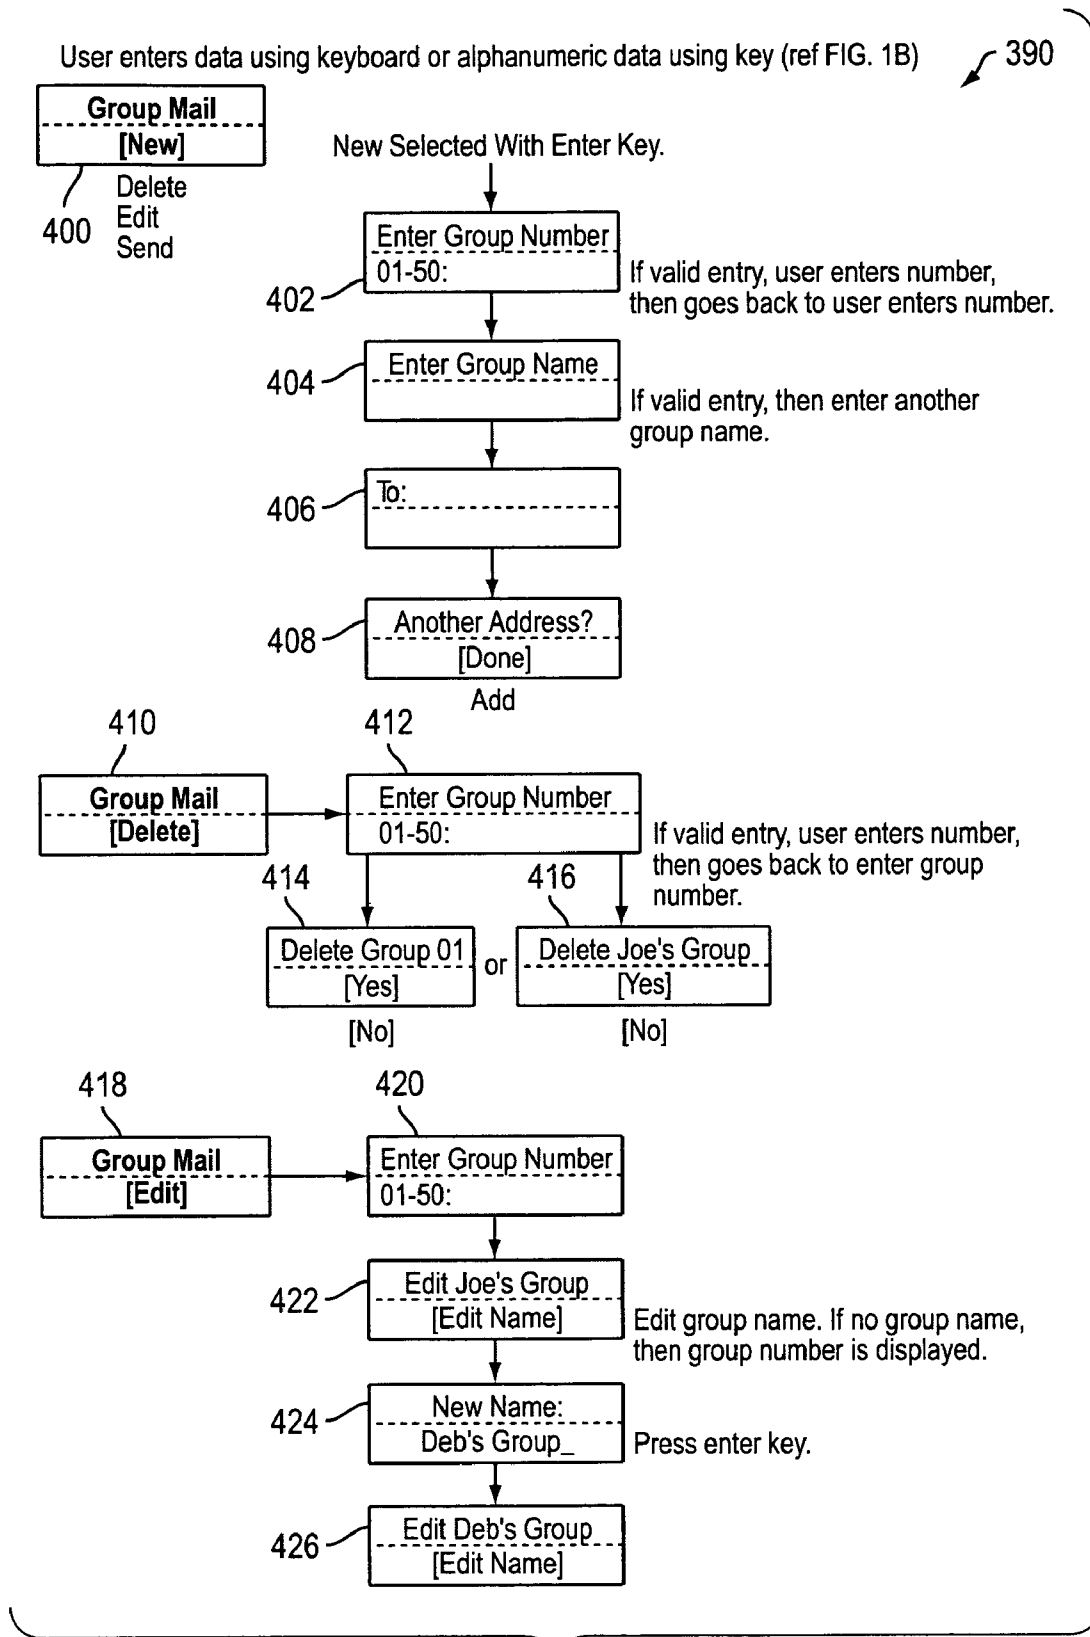 User enters data using keyboard or alphanumeric data using key (ref FIG. 1B)
390
Group Mail
[New]
400
Delete
Edit
Send
New Selected With Enter Key.
Enter Group Number
01-50:
402
If valid entry, user enters number,
then goes back to user enters number.
Enter Group Name
404
If valid entry, then enter another
group name.
To:
406
Another Address?
[Done]
408
Add
410
412
Group Mail
[Delete]
Enter Group Number
01-50:
If valid entry, user enters number,
then goes back to enter group
number.
414
416
Delete Group 01
[Yes]
or
Delete Joe's Group
[Yes]
[No]
[No]
418
420
Group Mail
[Edit]
Enter Group Number
01-50:
Edit Joe's Group
[Edit Name]
422
Edit group name. If no group name,
then group number is displayed.
New Name:
Deb's Group_
424
Press enter key.
Edit Deb's Group
[Edit Name]
426